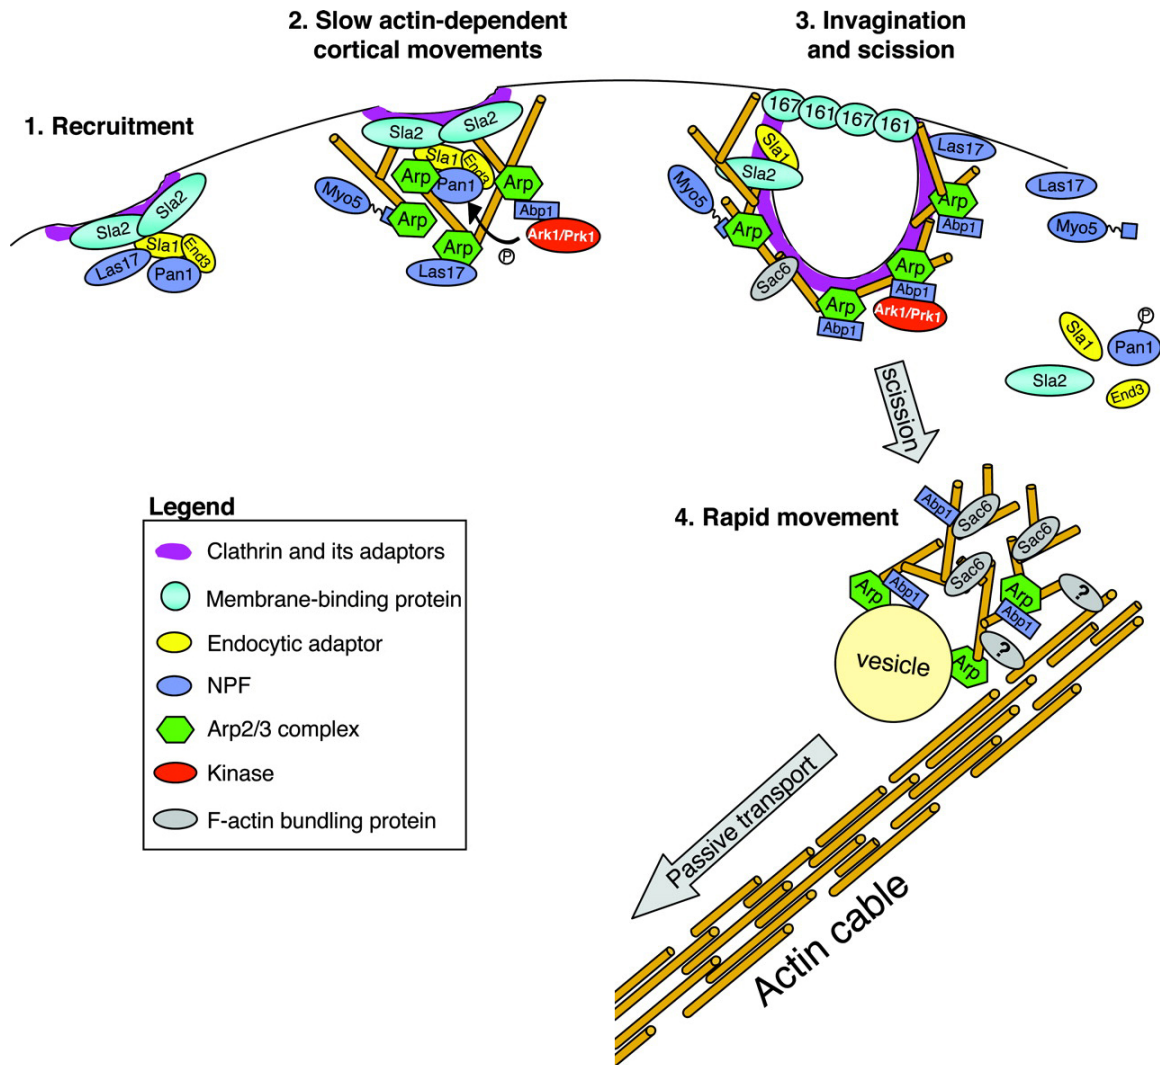 2. Slow actin-dependent
cortical movements
3. Invagination
and scission
1. Recruitment
Sla2
Sla2
Sla1
End3
Las17
Pan1
Sla2
Sla2
Sla1
End3
Arp
Pan1
Arp
Myo5
Arp
Abp1
Ark1/Prk1
Arp
P
Las17
167
161
167
161
Sla1
Las17
Sla2
Myo5
Arp
Arp
Abp1
Sac6
Arp
Abp1
Arp
Ark1/Prk1
Abp1
Las17
Myo5
P
Sla1
Pan1
Sla2
End3
scission
4. Rapid movement
Abp1
Sac6
Sac6
Sac6
Arp
Abp1
Arp
?
Abp1
?
vesicle
Arp
Passive transport
Actin cable
Legend
Clathrin and its adaptors
Membrane-binding protein
Endocytic adaptor
NPF
Arp2/3 complex
Kinase
F-actin bundling protein